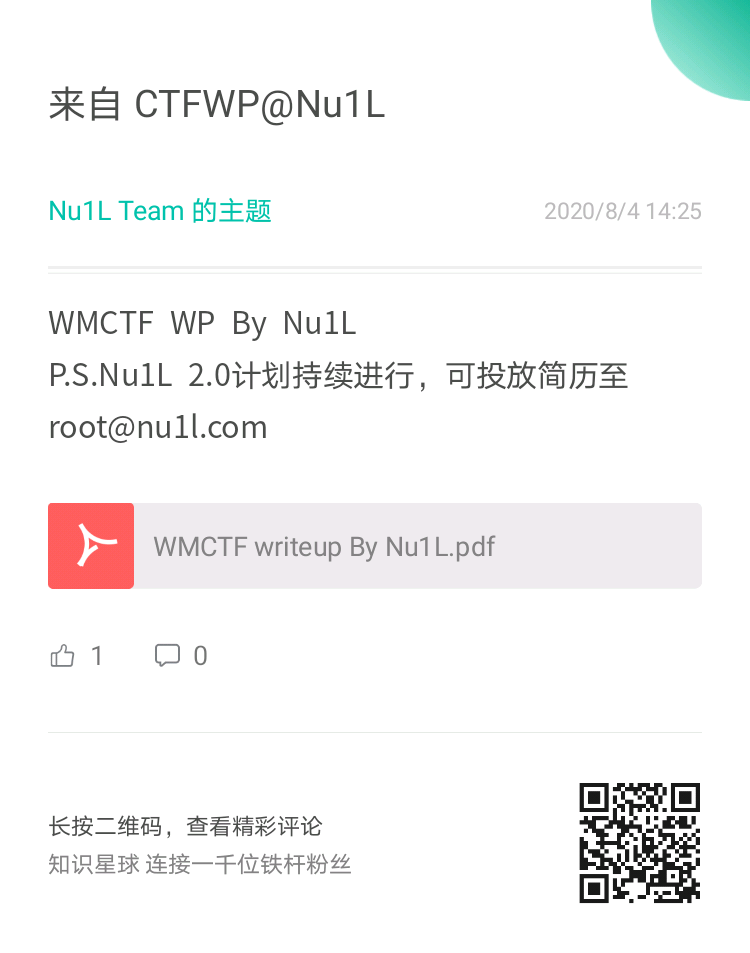 来自 CTFWP@Nu1L
Nu1L Team 的主题
2020/8/4 14:25
WMCTF WP By Nu1L
P.S.Nu1L 2.0计划持续进行，可投放简历至
root@nu1l.com
WMCTF writeup By Nu1L.pdf
1
0
长按二维码，查看精彩评论
知识星球 连接一千位铁杆粉丝